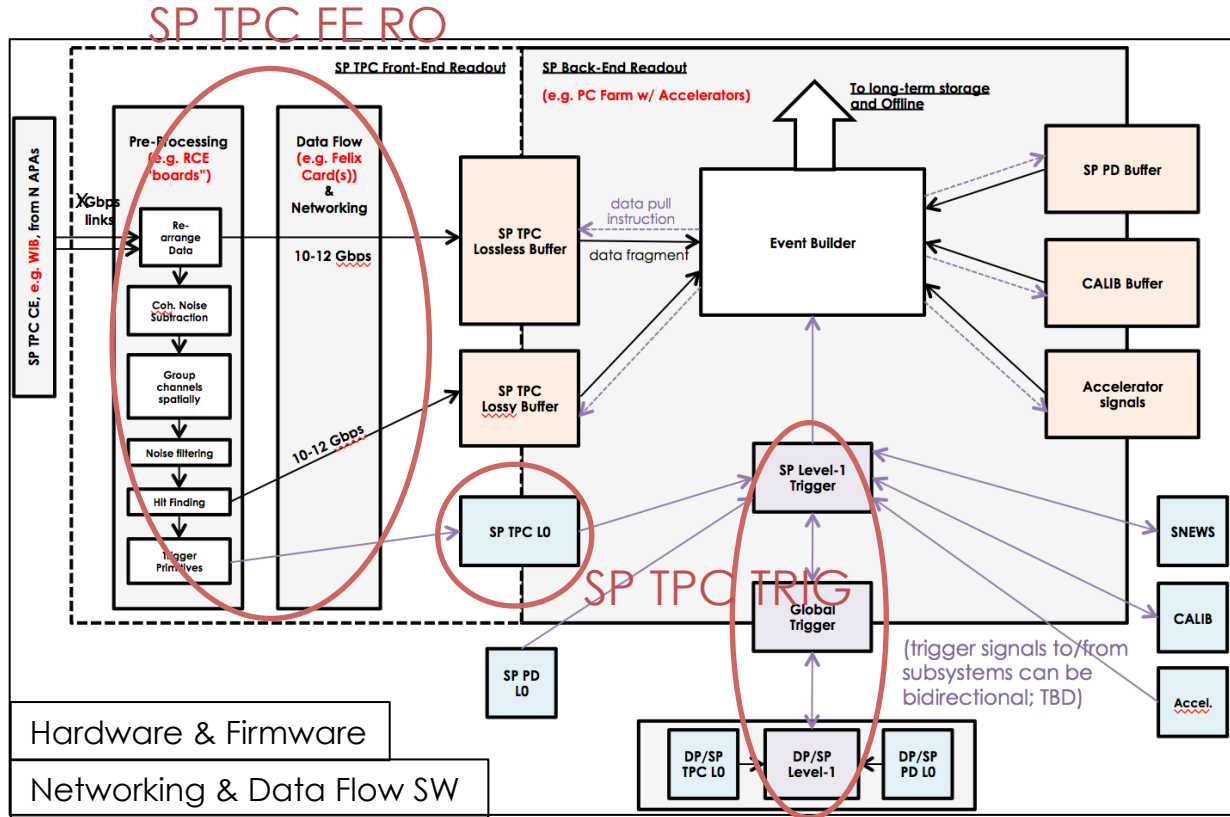 SP TPC FE RO
SP TPC Front-End Readout
SP Back-End Readout
(e.g. PC Farm w/ Accelerators)
To long-term storage
and Offline
SP TPC CE, e.g. WIB, from N APAs
XGbps
links
Pre-Processing
(e.g. RCE
"boards")
Re-
arrange
Data
Coh. Noise
Subtraction
Group
channels
spatially
Noise filtering
Hit Finding
Trigger
Primitives
Data Flow
(e.g. Felix
Card(s))
&
Networking
10-12 Gbps
10-12 Gbps
SP TPC
Lossless Buffer
SP TPC
Lossy Buffer
SP TPC L0
data pull
instruction
data fragment
Event Builder
SP PD Buffer
CALIB Buffer
Accelerator
signals
SP Level-1
Trigger
SP TPC TRIG
Global
Trigger
SNEWS
CALIB
Accel.
SP PD
L0
(trigger signals to/from
subsystems can be
bidirectional; TBD)
DP/SP
TPC L0
DP/SP
Level-1
DP/SP
PD L0
Hardware & Firmware
Networking & Data Flow SW